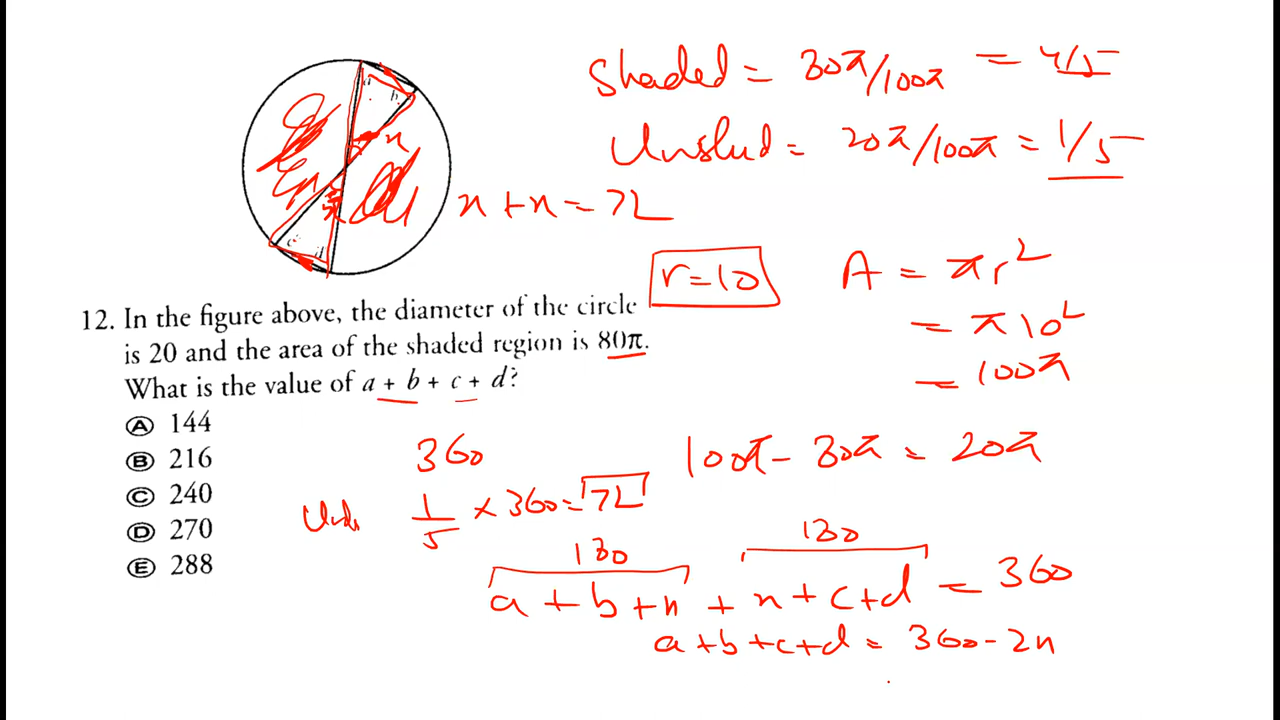 Shaded = 80π/100π = 4/5
Unshad = 20π/100π = 1/5
a
b
n
n
c
d
n + n = 72
r=10
A = πr²
= π10²
= 100π
12. In the figure above, the diameter of the circle
is 20 and the area of the shaded region is 80π.
What is the value of a + b + c + d?
A 144
B 216
C 240
D 270
E 288
360
100π - 80π = 20π
1/5 × 360 = 72
180
180
a + b + n + n + c + d = 360
a + b + c + d = 360 - 2n